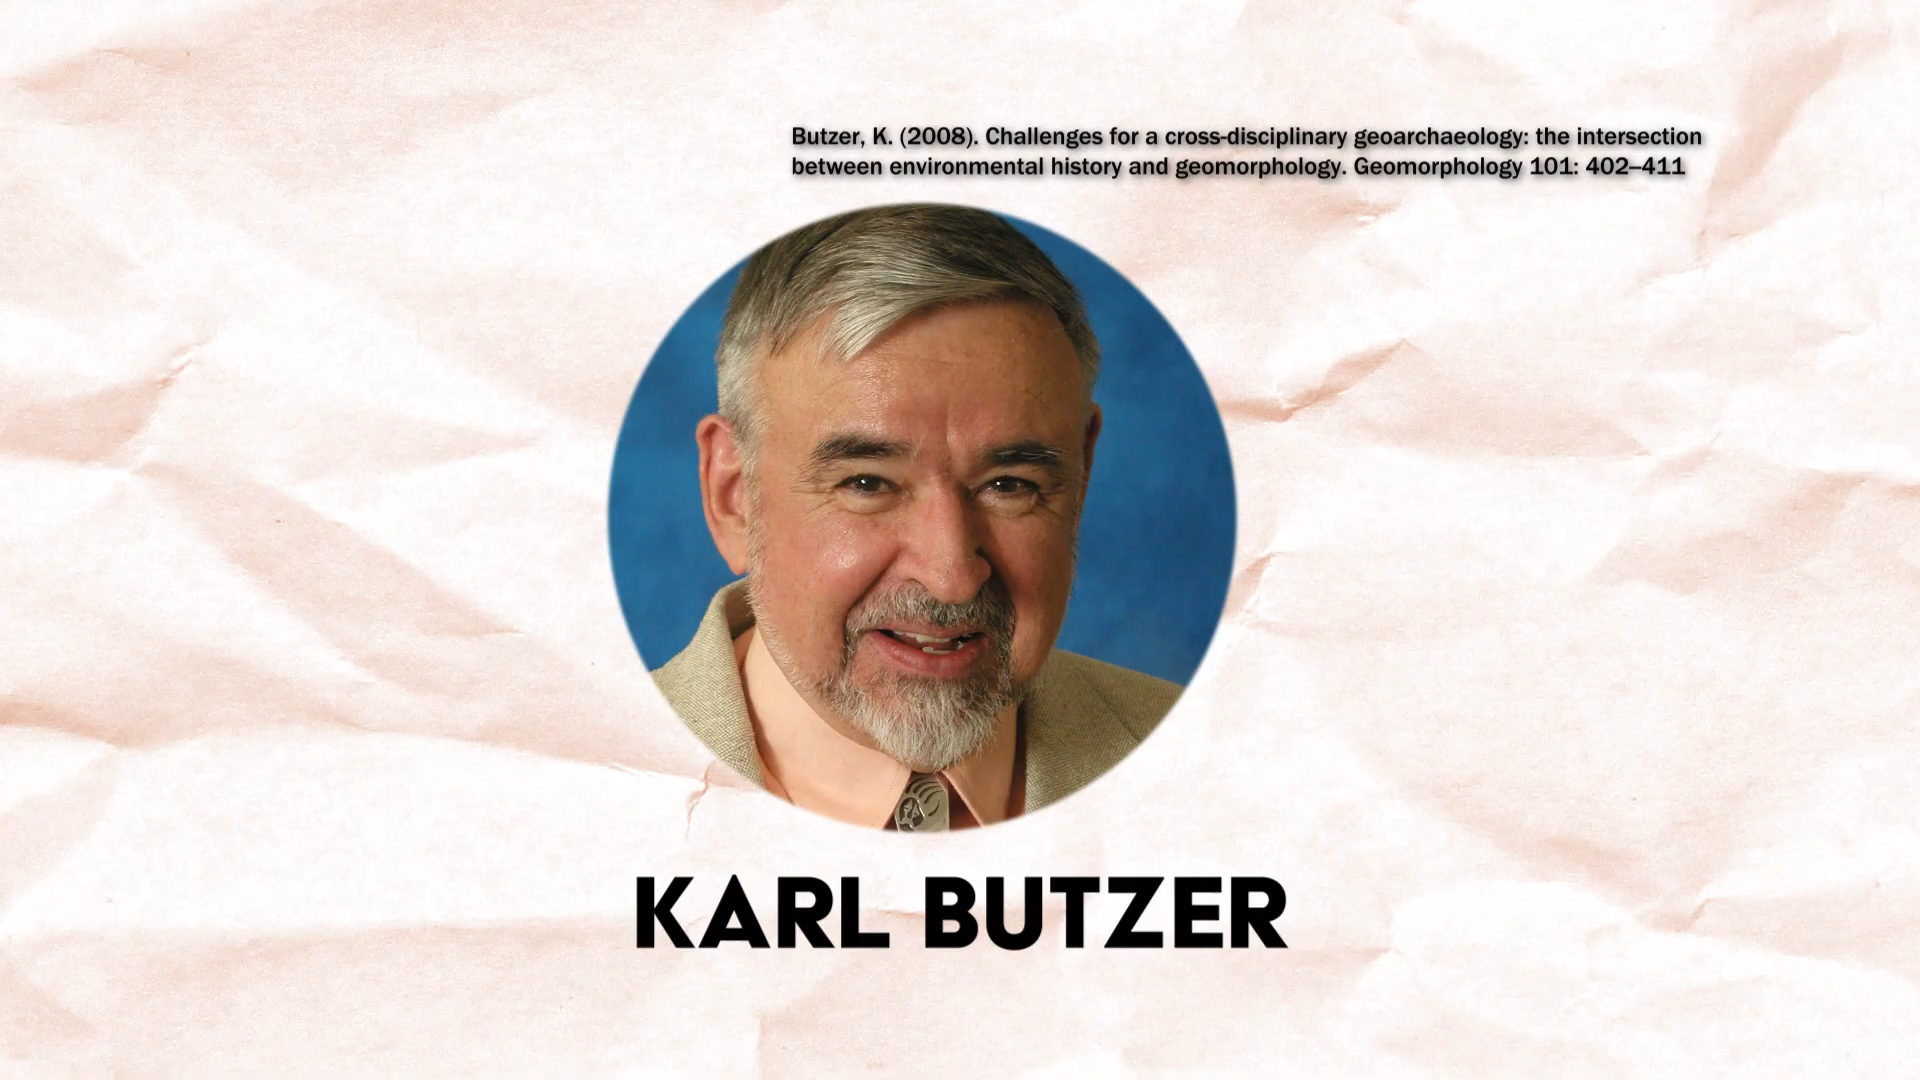 Butzer, K. (2008). Challenges for a cross-disciplinary geoarchaeology: the intersection
between environmental history and geomorphology. Geomorphology 101: 402–411
KARL BUTZER